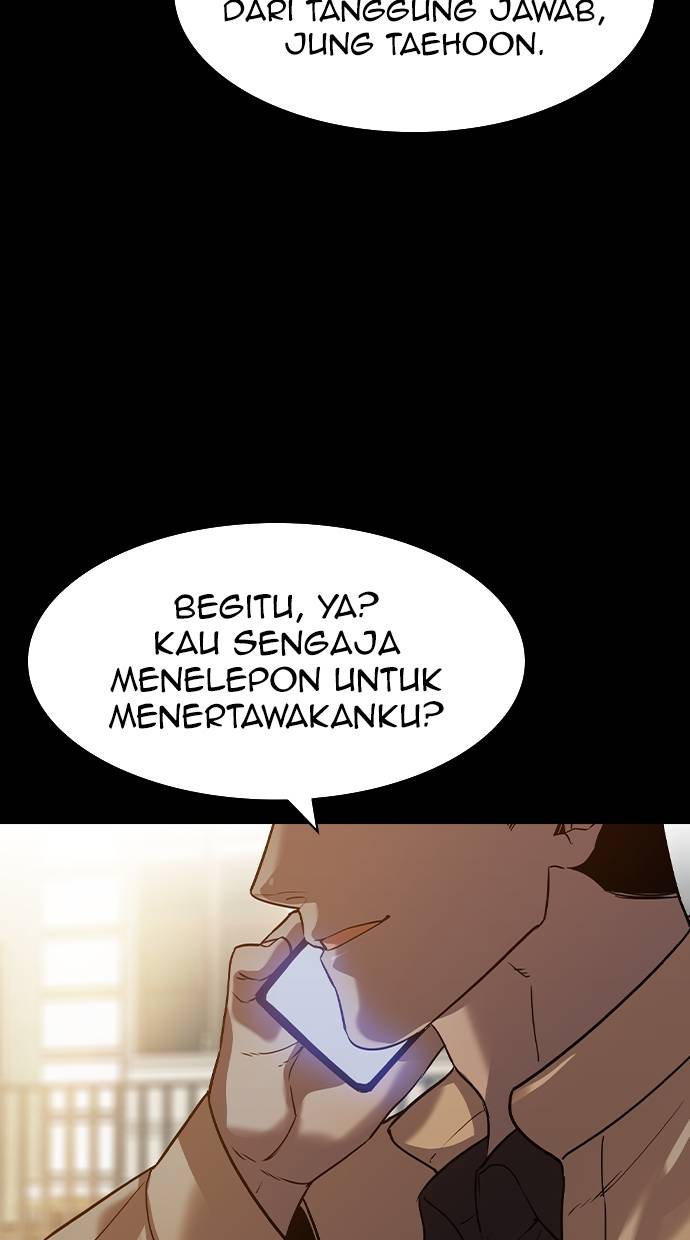 DARI TANGGUNG JAWAB,
JUNG TAEHOON.
BEGITU, YA?
KAU SENGAJA
MENELEPON UNTUK
MENERTAWAKANKU?